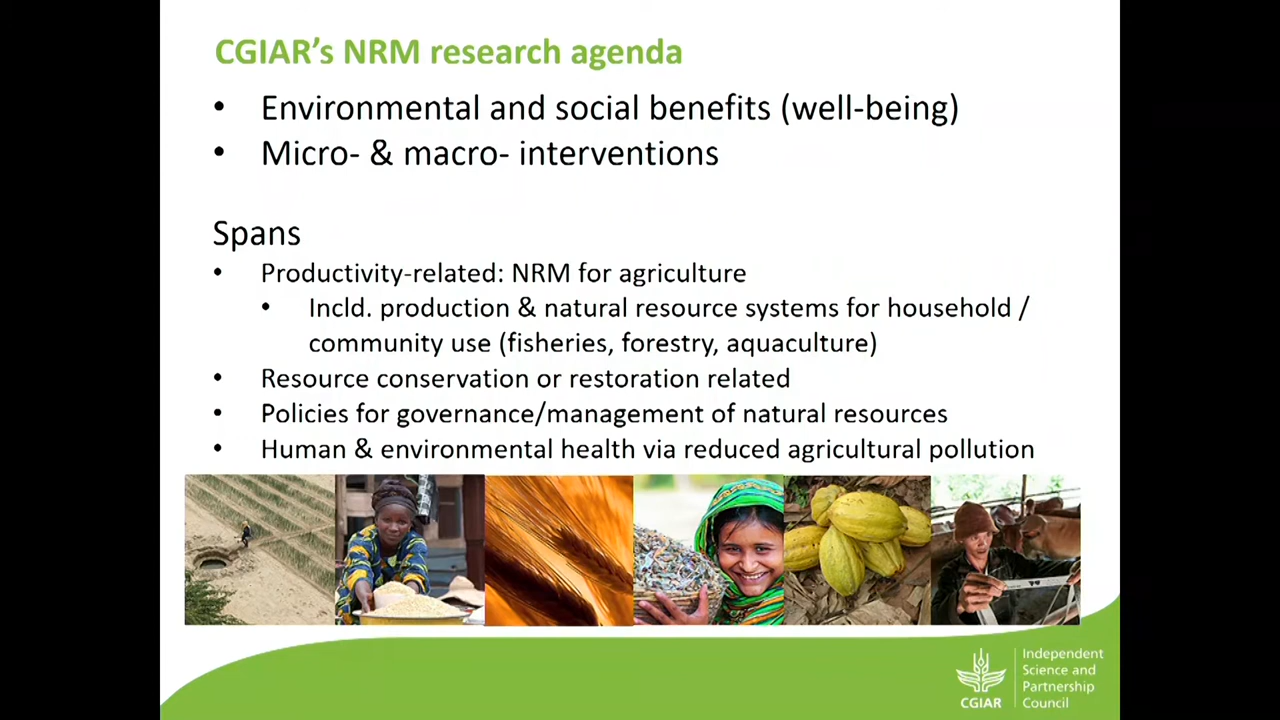 CGIAR's NRM research agenda
• Environmental and social benefits (well-being)
• Micro- & macro- interventions
Spans
• Productivity-related: NRM for agriculture
• Incld. production & natural resource systems for household /
community use (fisheries, forestry, aquaculture)
• Resource conservation or restoration related
• Policies for governance/management of natural resources
• Human & environmental health via reduced agricultural pollution
CGIAR
Independent
Science and
Partnership
Council